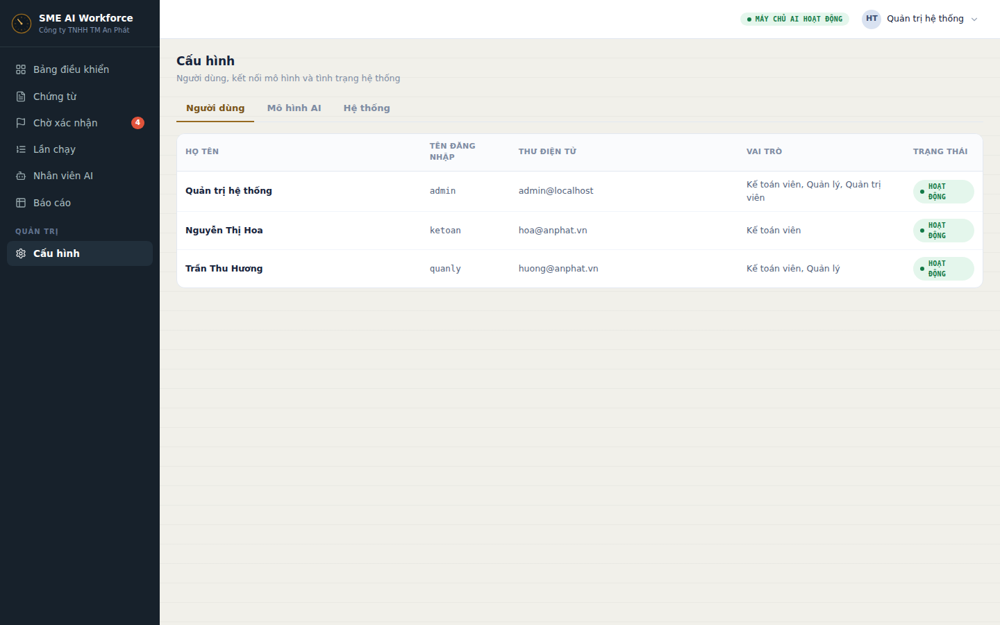 SME AI Workforce
Công ty TNHH TM An Phát
Bảng điều khiển
Chứng từ
Chờ xác nhận
4
Lần chạy
Nhân viên AI
Báo cáo
QUẢN TRỊ
Cấu hình
MÁY CHỦ AI HOẠT ĐỘNG
HT
Quản trị hệ thống
Cấu hình
Người dùng, kết nối mô hình và tình trạng hệ thống
Người dùng
Mô hình AI
Hệ thống
HỌ TÊN
TÊN ĐĂNG
NHẬP
THƯ ĐIỆN TỬ
VAI TRÒ
TRẠNG THÁI
Quản trị hệ thống
admin
admin@localhost
Kế toán viên, Quản lý, Quản trị
viên
HOẠT
ĐỘNG
Nguyễn Thị Hoa
ketoan
hoa@anphat.vn
Kế toán viên
HOẠT
ĐỘNG
Trần Thu Hương
quanly
huong@anphat.vn
Kế toán viên, Quản lý
HOẠT
ĐỘNG